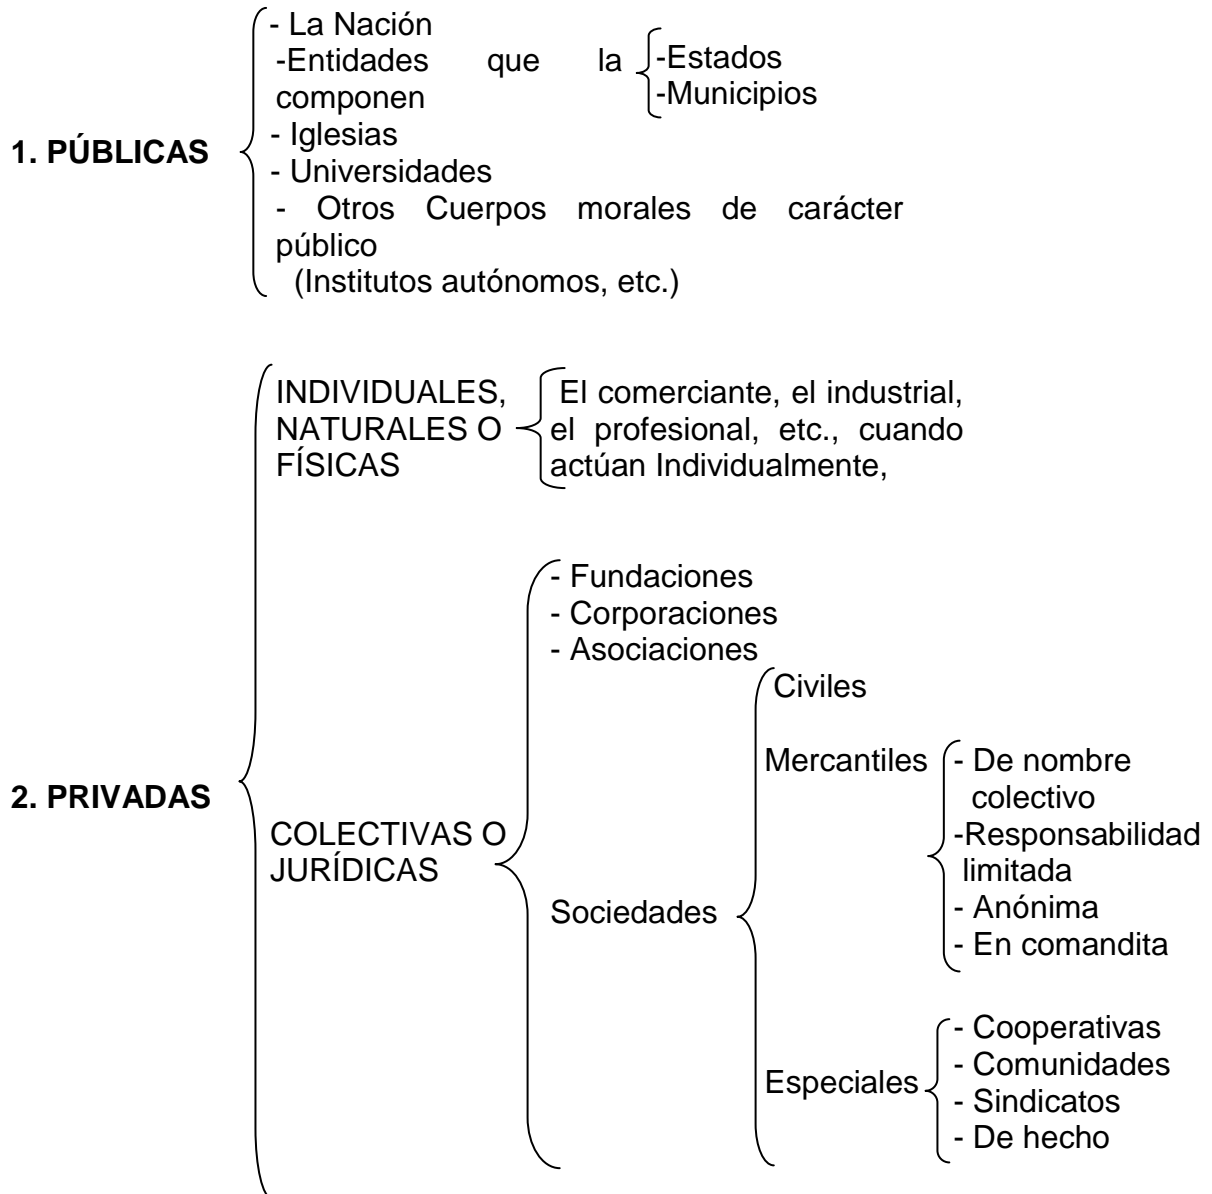 - La Nación
-Entidades que la
componen
-Estados
-Municipios
- Iglesias
1. PÚBLICAS
- Universidades
- Otros Cuerpos morales de carácter
público
(Institutos autónomos, etc.)
INDIVIDUALES,
NATURALES O
FÍSICAS
El comerciante, el industrial,
el profesional, etc., cuando
actúan Individualmente,
2. PRIVADAS
COLECTIVAS O
JURÍDICAS
- Fundaciones
- Corporaciones
- Asociaciones
Sociedades
Civiles
Mercantiles
- De nombre
colectivo
-Responsabilidad
limitada
- Anónima
- En comandita
Especiales
- Cooperativas
- Comunidades
- Sindicatos
- De hecho